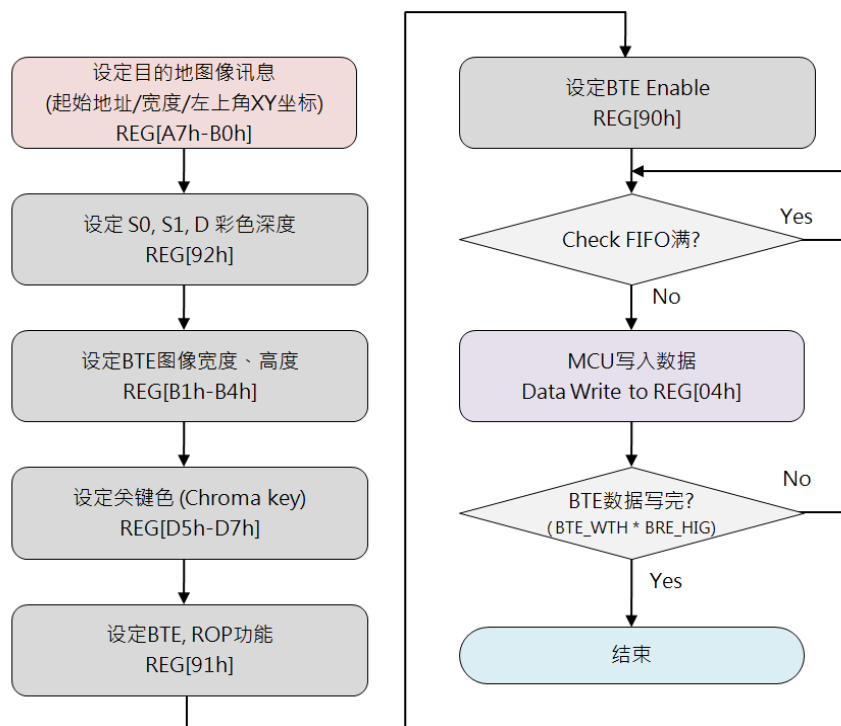 设定目的地图像讯息
(起始地址/宽度/左上角XY坐标)
REG[A7h-B0h]
设定 S0, S1, D 彩色深度
REG[92h]
设定BTE图像宽度、高度
REG[B1h-B4h]
设定关键色 (Chroma key)
REG[D5h-D7h]
设定BTE, ROP功能
REG[91h]
设定BTE Enable
REG[90h]
Check FIFO满?
Yes
No
MCU写入数据
Data Write to REG[04h]
BTE数据写完?
( BTE_WTH * BRE_HIG)
No
Yes
结束